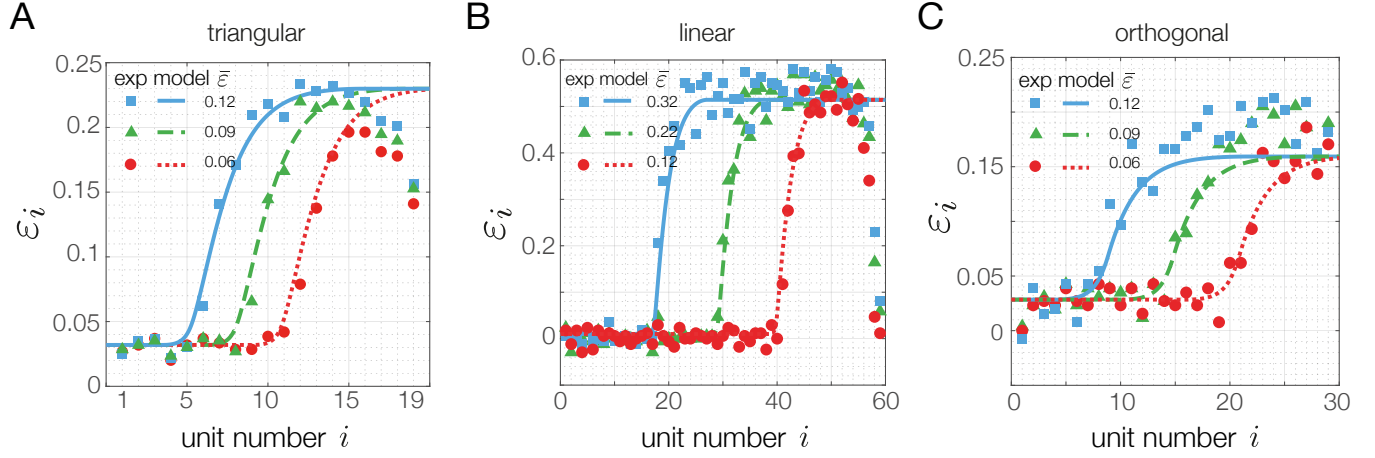 A
triangular
exp model ε̄
0.12
0.09
0.06
0.25
0.2
0.15
0.1
0.05
0
εi
1 5 10 15 19
unit number i
B
linear
exp model ε̄
0.32
0.22
0.12
0.6
0.4
0.2
0
εi
0 20 40 60
unit number i
C
orthogonal
exp model ε̄
0.12
0.09
0.06
0.25
0.15
0.05
0
εi
0 10 20 30
unit number i